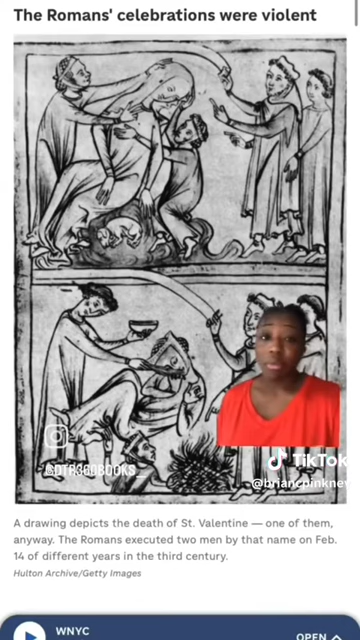 The Romans' celebrations were violent
@DTR360BOOKS
TikTok
@briancpinkne
A drawing depicts the death of St. Valentine — one of them,
anyway. The Romans executed two men by that name on Feb.
14 of different years in the third century.
Hulton Archive/Getty Images
WNYC
OPEN